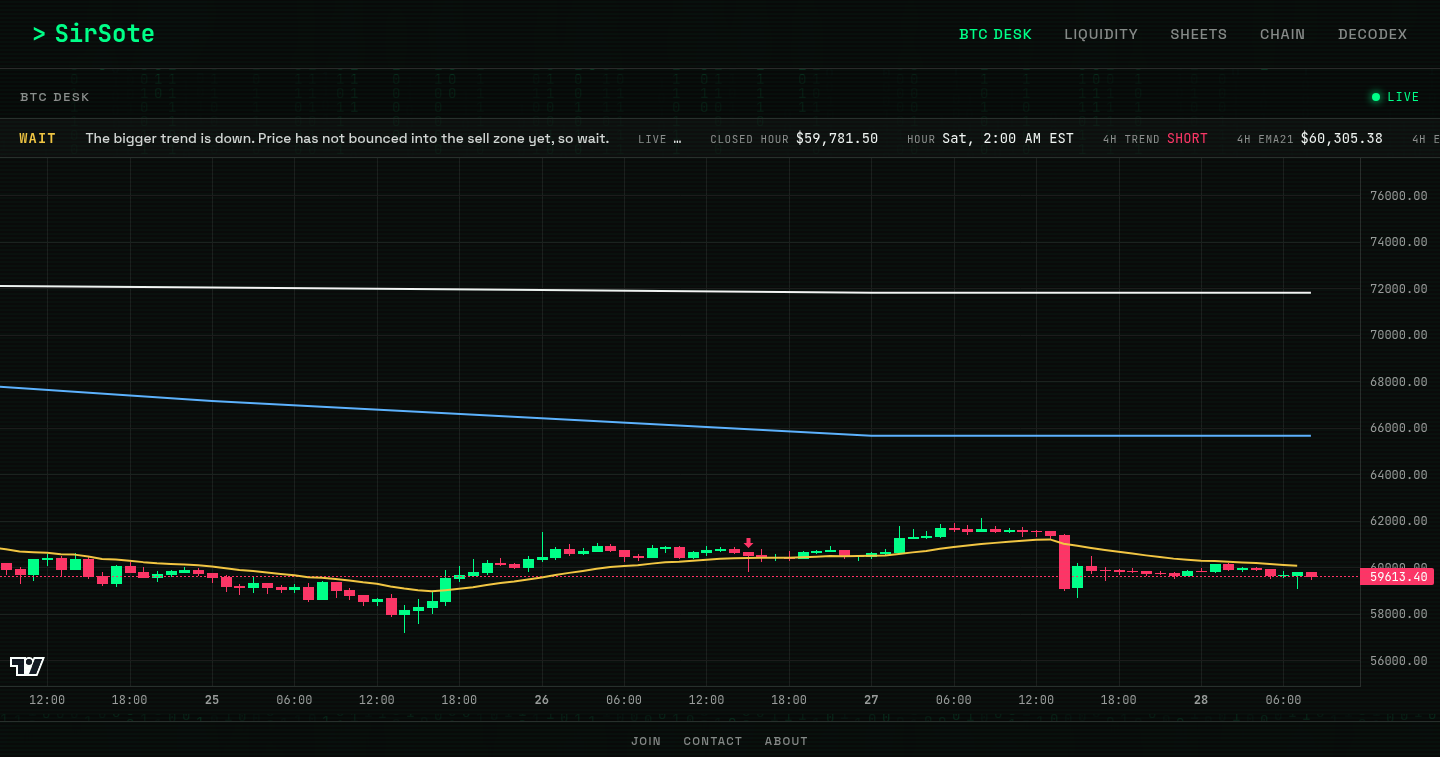 > SirSote
BTC DESK LIQUIDITY SHEETS CHAIN DECODEX
BTC DESK
LIVE
WAIT The bigger trend is down. Price has not bounced into the sell zone yet, so wait. LIVE … CLOSED HOUR $59,781.50 HOUR Sat, 2:00 AM EST 4H TREND SHORT 4H EMA21 $60,305.38 4H E
76000.00
74000.00
72000.00
70000.00
68000.00
66000.00
64000.00
62000.00
59613.40
58000.00
56000.00
12:00 18:00 25 06:00 12:00 18:00 26 06:00 12:00 18:00 27 06:00 12:00 18:00 28 06:00
JOIN CONTACT ABOUT